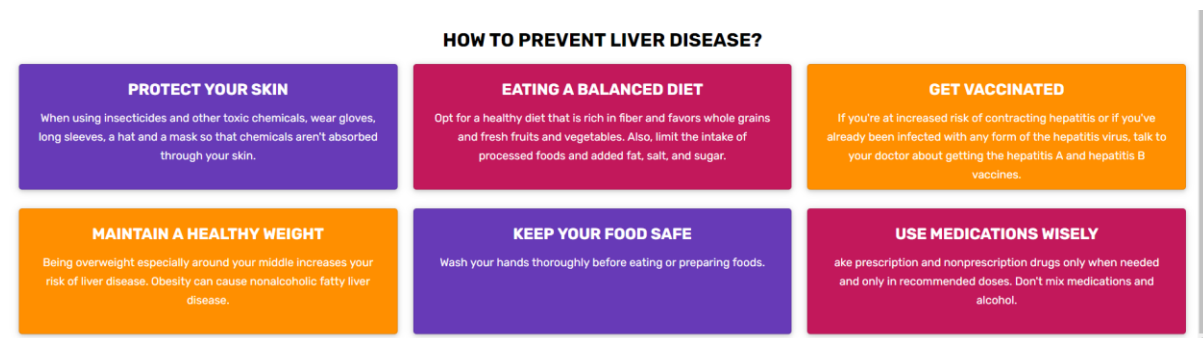 HOW TO PREVENT LIVER DISEASE?
PROTECT YOUR SKIN
When using insecticides and other toxic chemicals, wear gloves,
long sleeves, a hat and a mask so that chemicals aren't absorbed
through your skin.
EATING A BALANCED DIET
Opt for a healthy diet that is rich in fiber and favors whole grains
and fresh fruits and vegetables. Also, limit the intake of
processed foods and added fat, salt, and sugar.
GET VACCINATED
If you're at increased risk of contracting hepatitis or if you've
already been infected with any form of the hepatitis virus, talk to
your doctor about getting the hepatitis A and hepatitis B
vaccines.
MAINTAIN A HEALTHY WEIGHT
Being overweight especially around your middle increases your
risk of liver disease. Obesity can cause nonalcoholic fatty liver
disease.
KEEP YOUR FOOD SAFE
Wash your hands thoroughly before eating or preparing foods.
USE MEDICATIONS WISELY
ake prescription and nonprescription drugs only when needed
and only in recommended doses. Don't mix medications and
alcohol.